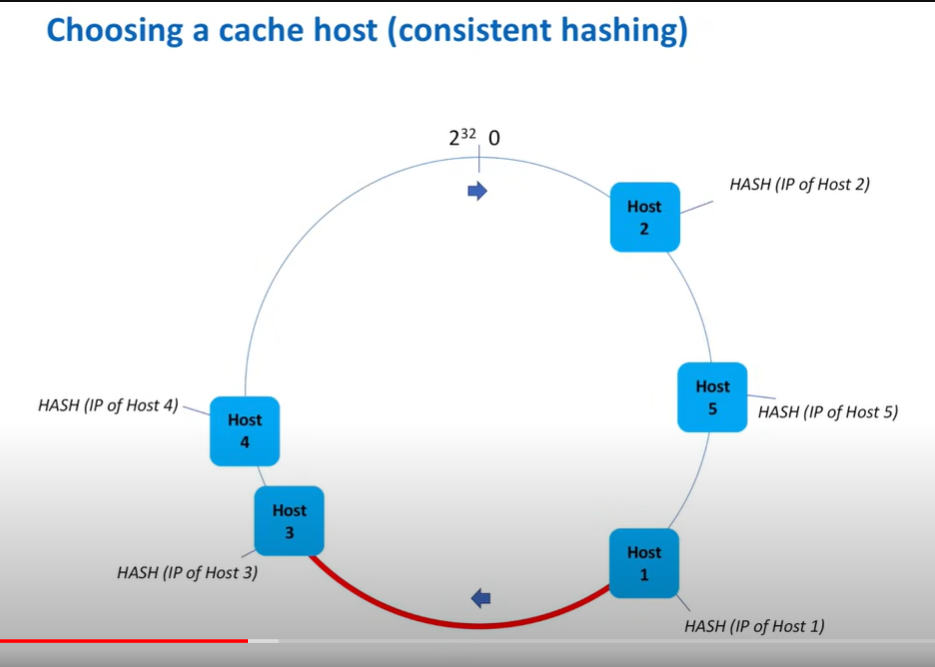 Choosing a cache host (consistent hashing)
2³² 0
HASH (IP of Host 2)
Host
2
Host
5
HASH (IP of Host 5)
HASH (IP of Host 4)
Host
4
Host
3
HASH (IP of Host 3)
Host
1
HASH (IP of Host 1)